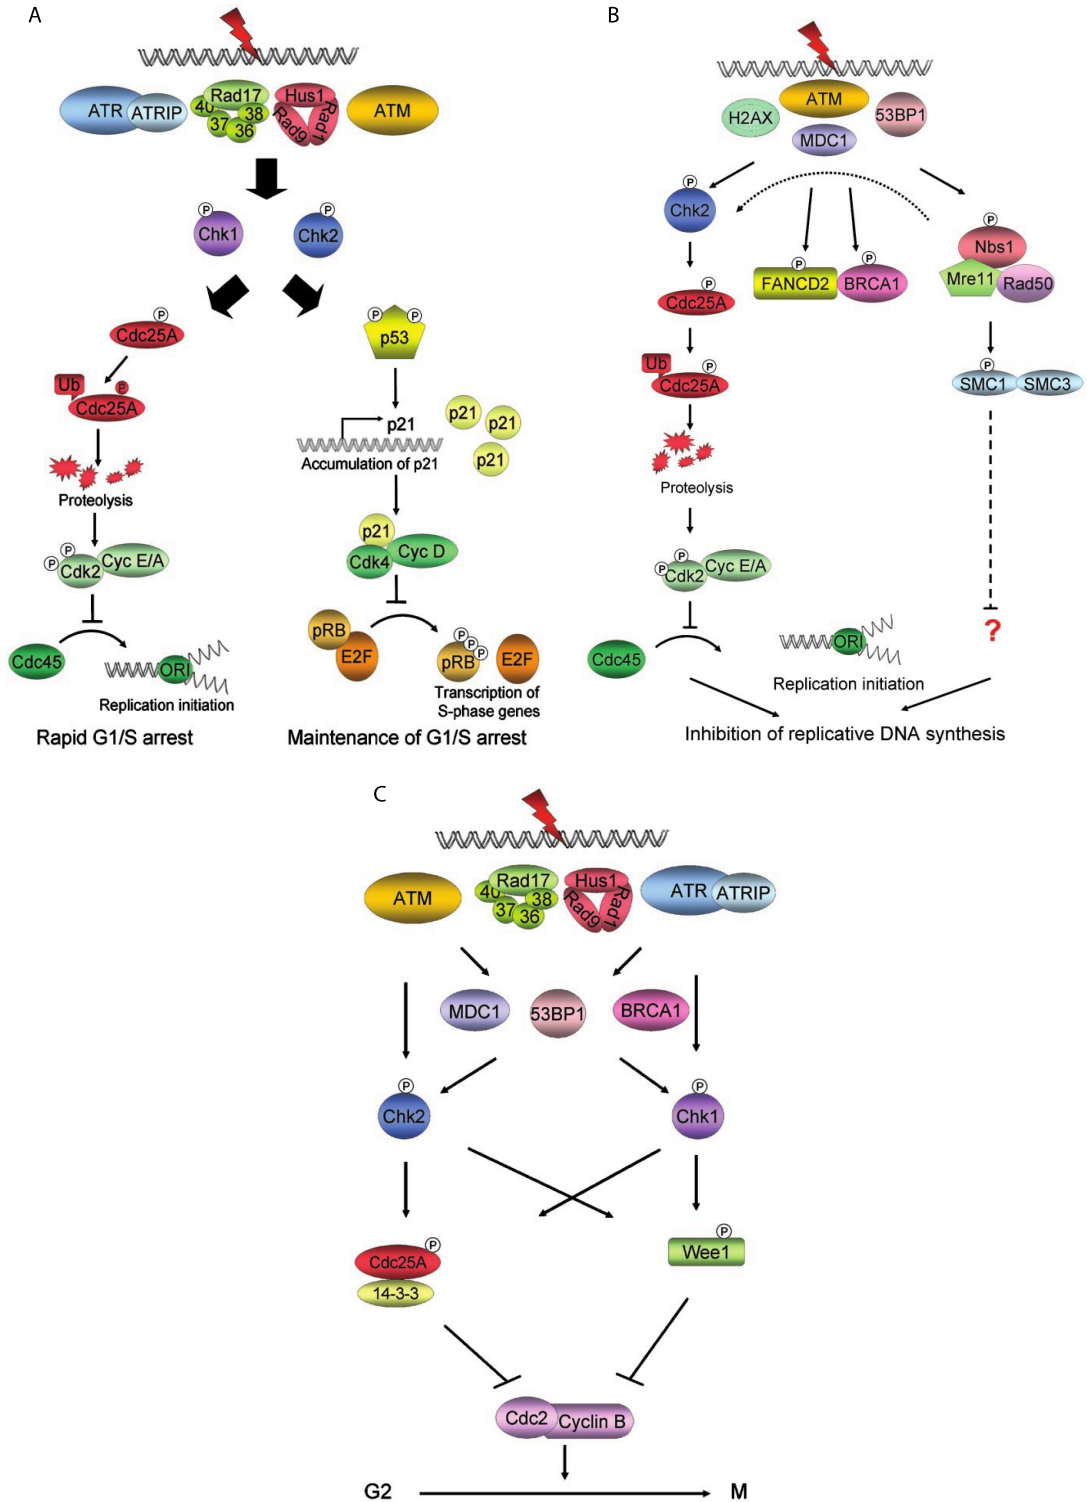 A
ATR
ATRIP
Rad17
40
37
36
38
Hus1
Rad9
Rad1
ATM
P
P
Chk1
Chk2
P
Cdc25A
Ub
P
Cdc25A
Proteolysis
P
P
Cdk2
Cyc E/A
Cdc45
ORI
Replication initiation
Rapid G1/S arrest
P
P
p53
p21
Accumulation of p21
p21
p21
p21
p21
Cdk4
Cyc D
pRB
E2F
P
P
P
pRB
E2F
Transcription of
S-phase genes
Maintenance of G1/S arrest
B
H2AX
ATM
53BP1
MDC1
P
Chk2
P
Cdc25A
Ub
P
Cdc25A
Proteolysis
P
P
Cdk2
Cyc E/A
Cdc45
ORI
Replication initiation
P
FANCD2
P
BRCA1
P
Nbs1
Mre11
Rad50
P
SMC1
SMC3
?
Inhibition of replicative DNA synthesis
C
ATM
Rad17
40
37
36
38
Hus1
Rad9
Rad1
ATR
ATRIP
MDC1
53BP1
BRCA1
P
Chk2
P
Chk1
P
Cdc25A
14-3-3
P
Wee1
Cdc2
Cyclin B
G2
M